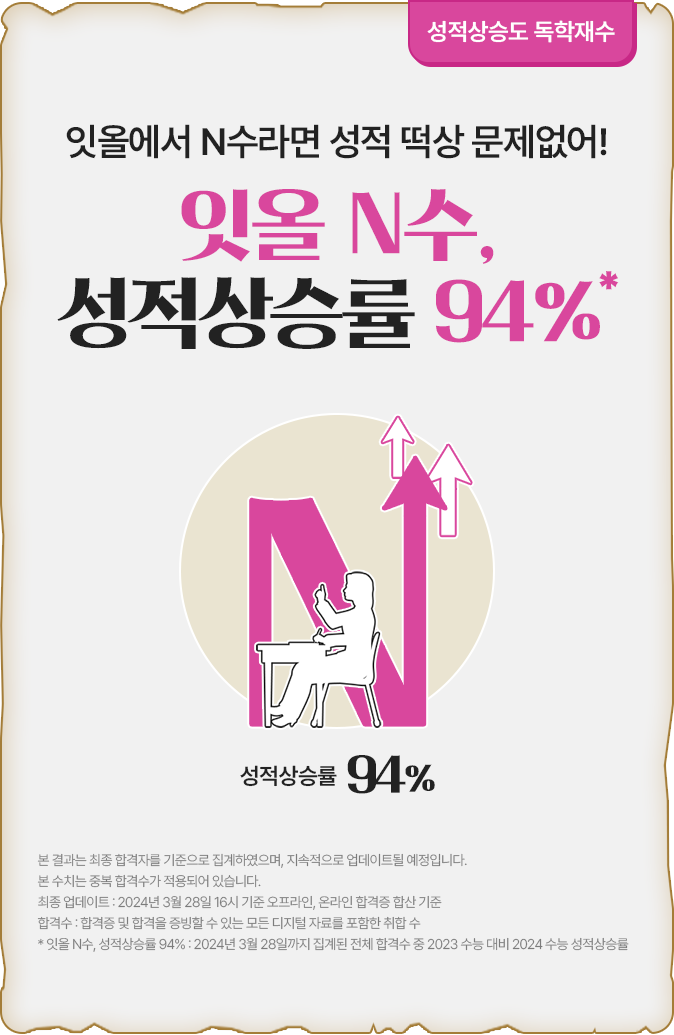 성적상승도 독학재수
잇올에서 N수라면 성적 떡상 문제없어!
잇올 N수,
성적상승률 94%*
성적상승률 94%
본 결과는 최종 합격자를 기준으로 집계하였으며, 지속적으로 업데이트될 예정입니다.
본 수치는 중복 합격수가 적용되어 있습니다.
최종 업데이트 : 2024년 3월 28일 16시 기준 오프라인, 온라인 합격증 합산 기준
합격수 : 합격증 및 합격을 증빙할 수 있는 모든 디지털 자료를 포함한 취합 수
* 잇올 N수, 성적상승률 94% : 2024년 3월 28일까지 집계된 전체 합격수 중 2023 수능 대비 2024 수능 성적상승률